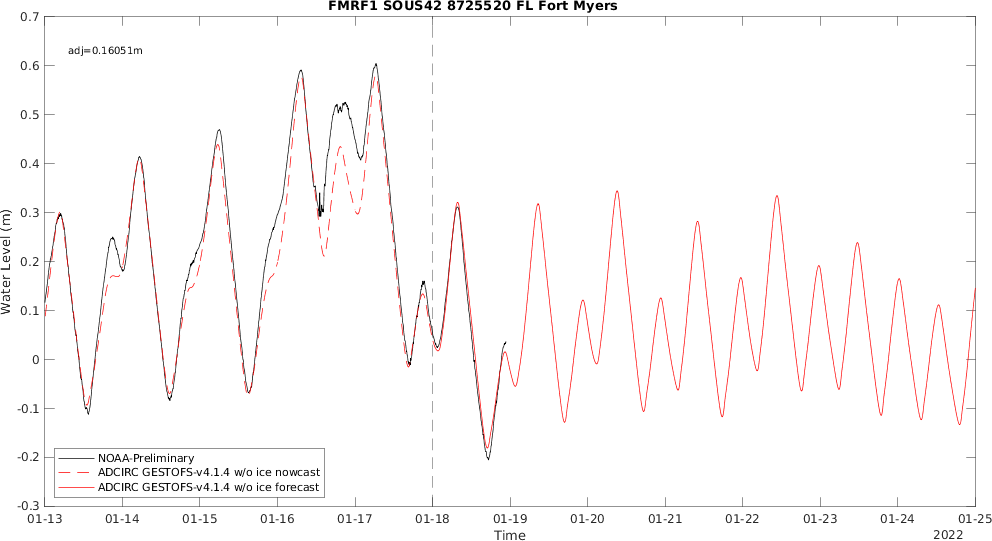 FMRF1 SOUS42 8725520 FL Fort Myers
adj=0.16051m
Water Level (m)
0.7
0.6
0.5
0.4
0.3
0.2
0.1
0
-0.1
-0.2
-0.3
NOAA-Preliminary
ADCIRC GESTOFS-v4.1.4 w/o ice nowcast
ADCIRC GESTOFS-v4.1.4 w/o ice forecast
01-13 01-14 01-15 01-16 01-17 01-18 01-19 01-20 01-21 01-22 01-23 01-24 01-25
Time
2022